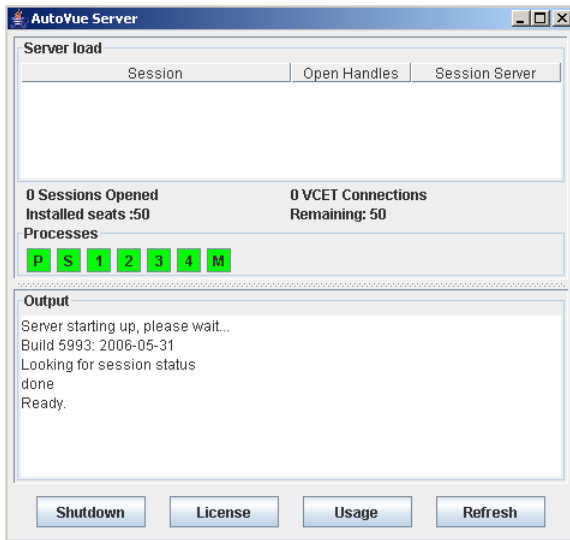 AutoVue Server
Server load
Session Open Handles Session Server
0 Sessions Opened 0 VCET Connections
Installed seats :50 Remaining: 50
Processes
P S 1 2 3 4 M
Output
Server starting up, please wait...
Build 5993: 2006-05-31
Looking for session status
done
Ready.
Shutdown License Usage Refresh